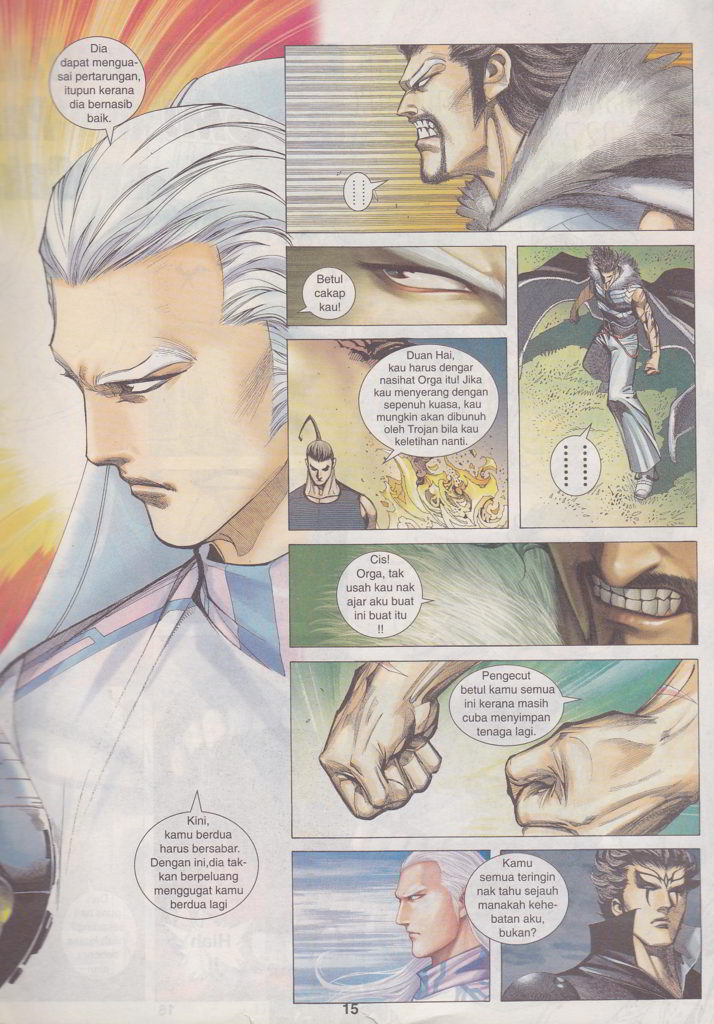 Dia
dapat mengua-
sai pertarungan,
itupun kerana
dia bernasib
baik.
Betul
cakap
kau!
Duan Hai,
kau harus dengar
nasihat Orga itu! Jika
kau menyerang dengan
sepenuh kuasa, kau
mungkin akan dibunuh
oleh Trojan bila kau
keletihan nanti.
Cis!
Orga, tak
usah kau nak
ajar aku buat
ini buat itu
!!
Pengecut
betul kamu semua
ini kerana masih
cuba menyimpan
tenaga lagi.
Kini,
kamu berdua
harus bersabar.
Dengan ini,dia tak-
kan berpeluang
menggugat kamu
berdua lagi
Kamu
semua teringin
nak tahu sejauh
manakah kehe-
batan aku,
bukan?
15